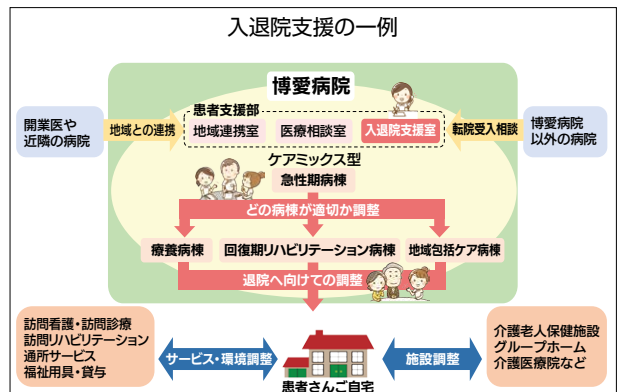 入退院支援の一例
博愛病院
患者支援部
地域連携室
医療相談室
入退院支援室
開業医や
近隣の病院
地域との連携
転院受入相談
博愛病院
以外の病院
ケアミックス型
急性期病棟
どの病棟が適切か調整
療養病棟
回復期リハビリテーション病棟
地域包括ケア病棟
退院へ向けての調整
訪問看護・訪問診療
訪問リハビリテーション
通所サービス
福祉用具・貸与
サービス・環境調整
施設調整
介護老人保健施設
グループホーム
介護医療院など
患者さんご自宅